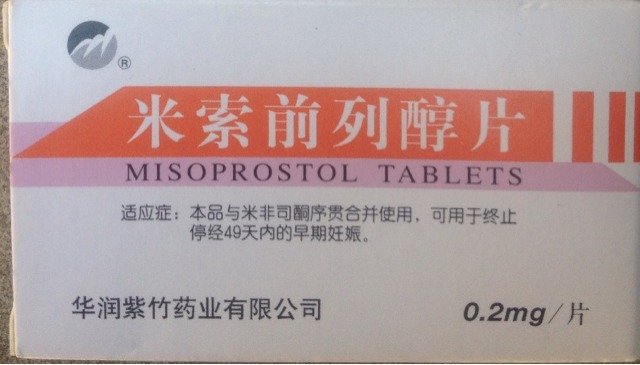 ®
米索前列醇片
MISOPROSTOL TABLETS
适应症：本品与米非司酮序贯合并使用，可用于终止
停经49天内的早期妊娠。
华润紫竹药业有限公司
0.2mg/片